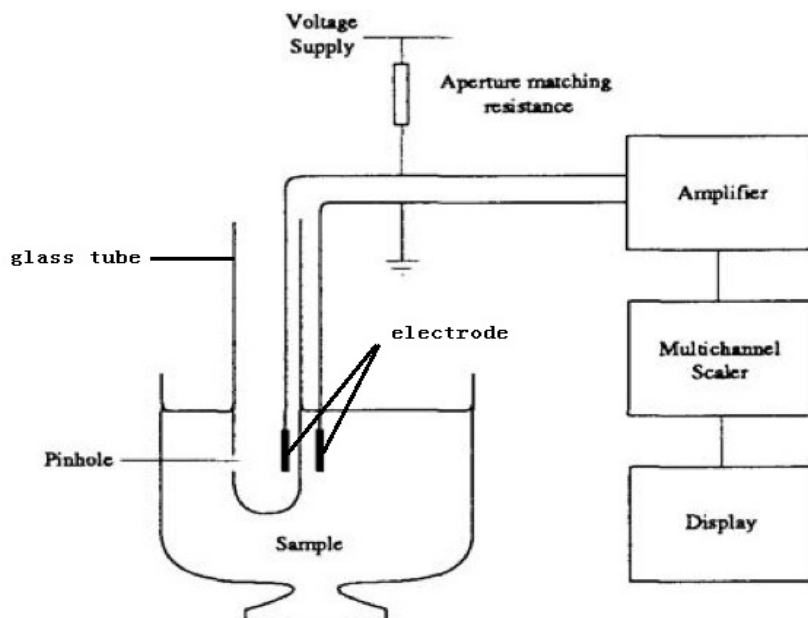 Voltage
Supply
Aperture matching
resistance
Amplifier
glass tube
electrode
Multichannel
Scaler
Pinhole
Sample
Display